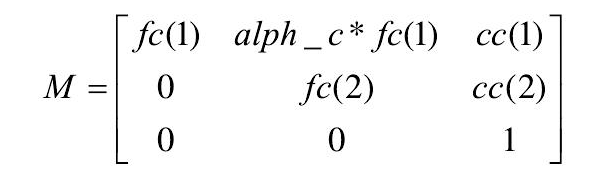 fc(1) alph_c*fc(1) cc(1)
M = 0 fc(2) cc(2)
0 0 1